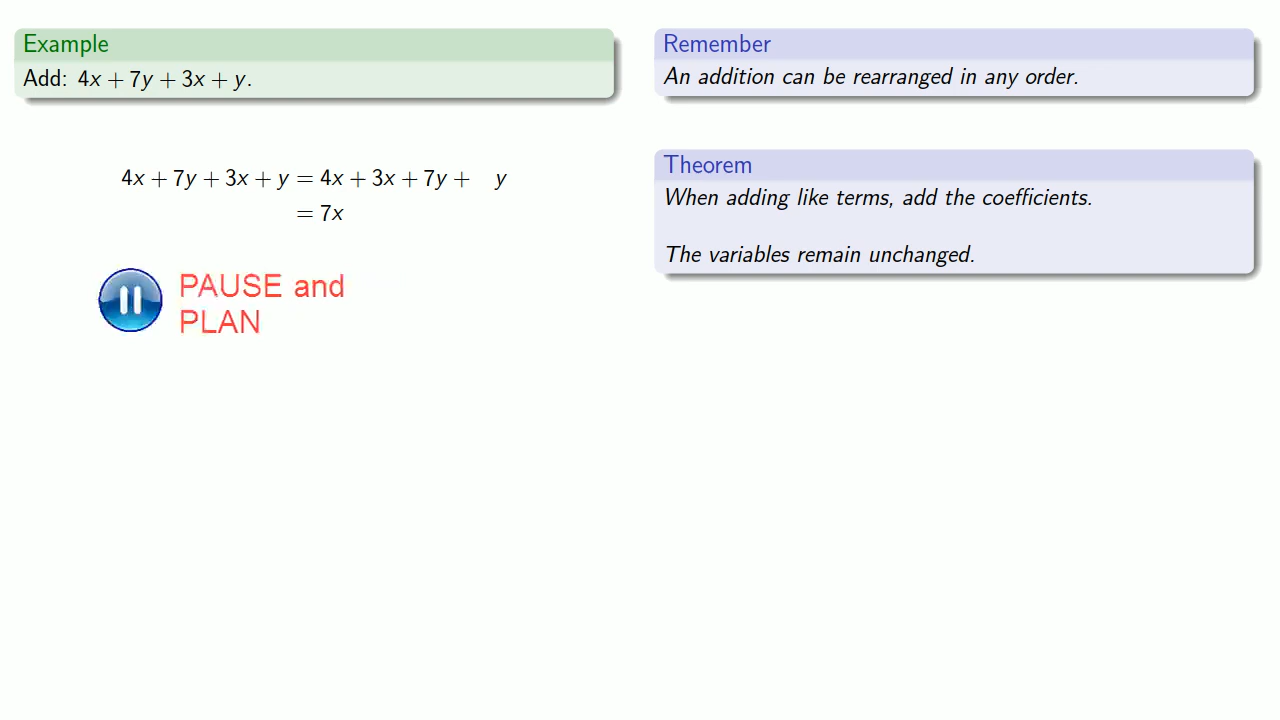 Example
Add: 4x + 7y + 3x + y.
4x + 7y + 3x + y = 4x + 3x + 7y + y
= 7x
PAUSE and
PLAN
Remember
An addition can be rearranged in any order.
Theorem
When adding like terms, add the coefficients.
The variables remain unchanged.